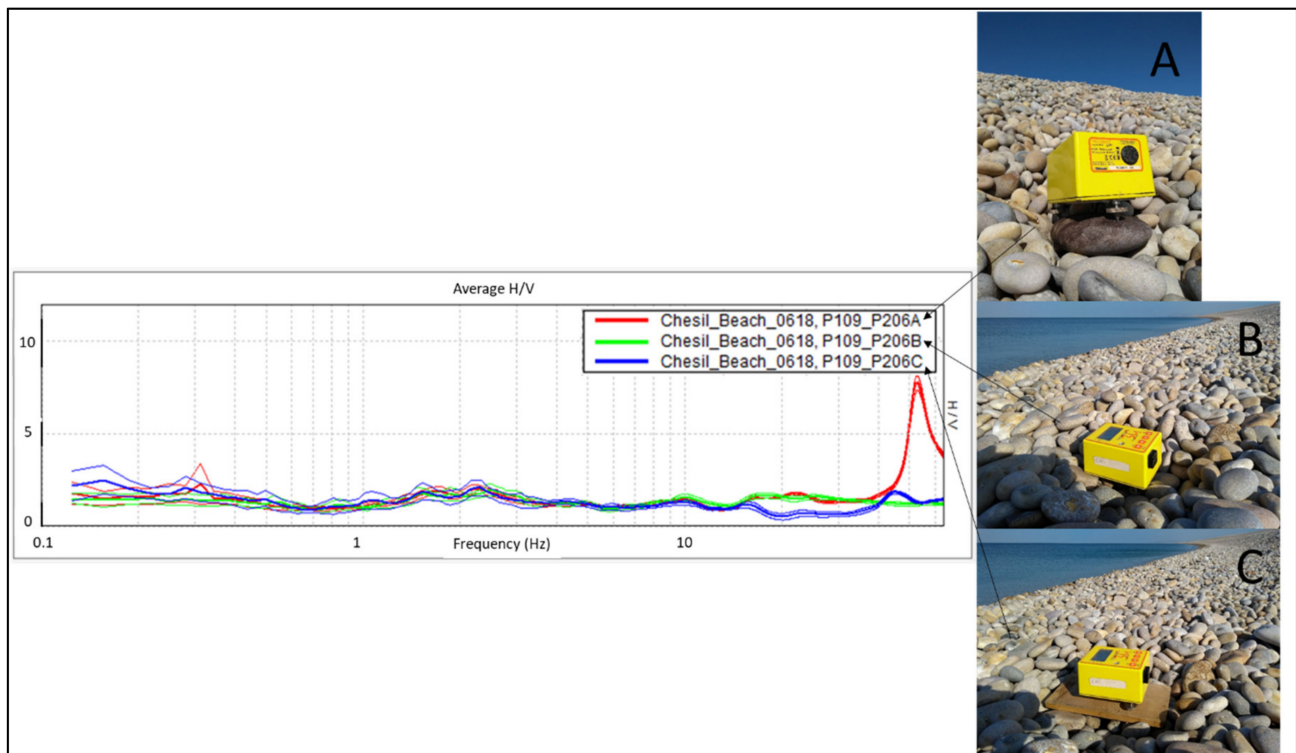 A
Average H/V
10
5
0
Chesil_Beach_0618, P109_P206A
Chesil_Beach_0618, P109_P206B
Chesil_Beach_0618, P109_P206C
H/V
0.1
1
Frequency (Hz)
10
B
C